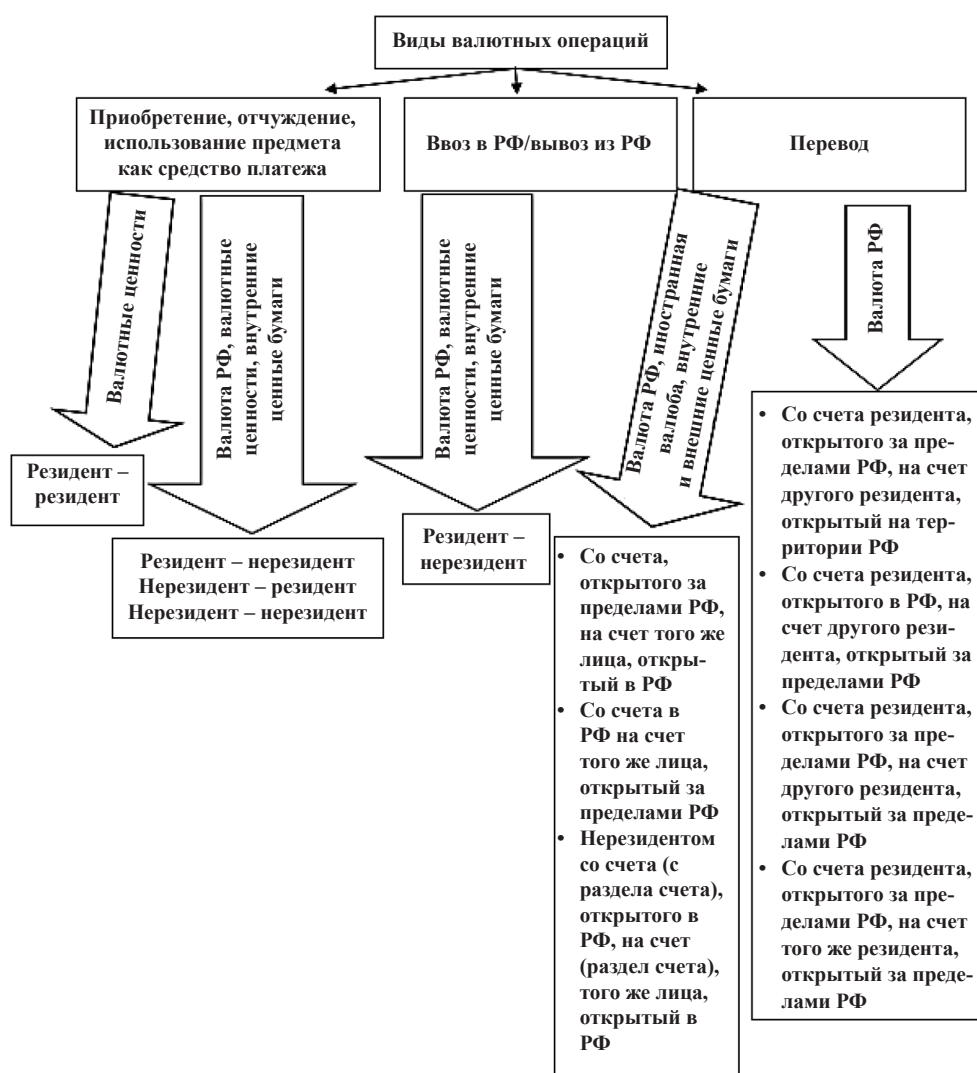 Виды валютных операций
Приобретение, отчуждение,
использование предмета
как средство платежа
Ввоз в РФ/вывоз из РФ
Перевод
Валютные ценности
Валюта РФ, валютные
ценности, внутренние
ценные бумаги
Валюта РФ, валютные
ценности, внутренние
ценные бумаги
Валюта РФ, иностранная
валюба, внутренние
и внешние ценные бумаги
Валюта РФ
Резидент –
резидент
Резидент – нерезидент
Нерезидент – резидент
Нерезидент – нерезидент
Резидент –
нерезидент
• Со счета,
открытого за
пределами РФ,
на счет того же
лица, откры-
тый в РФ
• Со счета в
РФ на счет
того же лица,
открытый за
пределами РФ
• Нерезидентом
со счета (с
раздела счета),
открытого в
РФ, на счет
(раздел счета),
того же лица,
открытый в
РФ
• Со счета резидента,
открытого за пре-
делами РФ, на счет
другого резидента,
открытый на тер-
ритории РФ
• Со счета резидента,
открытого в РФ, на
счет другого рези-
дента, открытый за
пределами РФ
• Со счета резидента,
открытого за пре-
делами РФ, на счет
другого резидента,
открытый за преде-
лами РФ
• Со счета резидента,
открытого за пре-
делами РФ, на счет
того же резидента,
открытый за преде-
лами РФ